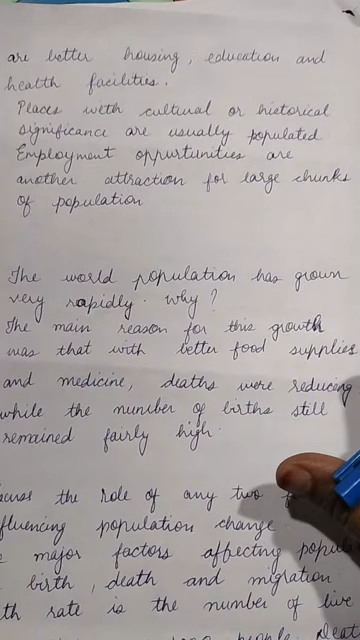 are better housing, education and
health facilities.
Places with cultural or historical
significance are usually populated
Employment oppurtunities are
another attraction for large chunks
of population
The world population has grown
very rapidly. Why?
The main reason for this growth
was that with better food supplies
and medicine, deaths were reducing
while the number of births still
remained fairly high.
the role of any two
influencing population change
major factors affecting
birth, death and migration
rate is the number of live
people. Deat